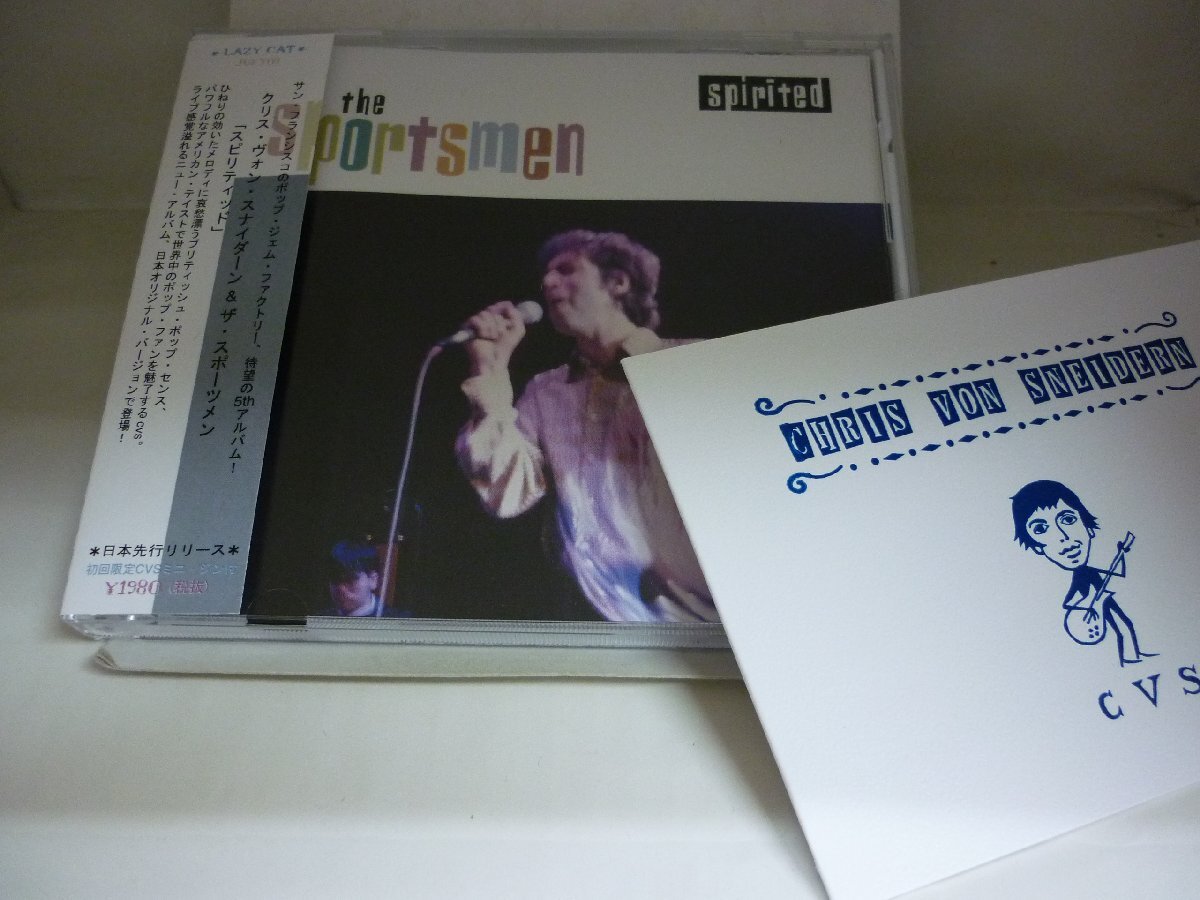 * LAZY CAT *
サン・フランシスコのポップ・ジェム・ファクトリー、待望の5thアルバム!
クリス・ヴォン・スナイダーン & ザ・スポーツメン
「スピリティッド」
ひねりの効いたメロディに哀愁漂うブリティッシュ・ポップ・センス、
パワフルなアメリカン・テイストで世界中のポップ・ファンを魅了するcvs。
ライブ感覚溢れるニュー・アルバム、日本オリジナル・バージョンで登場!
*日本先行リリース*
初回限定CVSミニ・ジン
¥1980(税抜)
the
sportsmen
spirited
CHRIS VON SNEIDERN
CVS